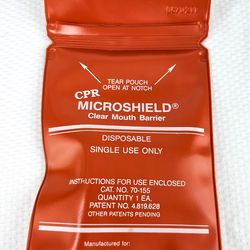 TEAR POUCH
OPEN AT NOTCH
CPR
MICROSHIELD®
Clear Mouth Barrier
DISPOSABLE
SINGLE USE ONLY
INSTRUCTIONS FOR USE ENCLOSED
CAT. NO. 70-155
QUANTITY 1 EA.
PATENT NO. 4,819,628
OTHER PATENTS PENDING
Manufactured for: